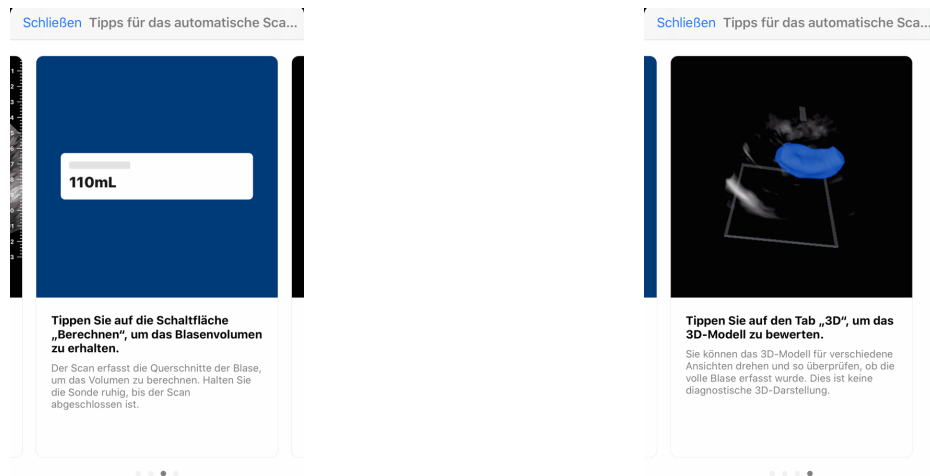 Schließen Tipps für das automatische Sca...
110mL
Tippen Sie auf die Schaltfläche
„Berechnen“, um das Blasenvolumen
zu erhalten.
Der Scan erfasst die Querschnitte der Blase,
um das Volumen zu berechnen. Halten Sie
die Sonde ruhig, bis der Scan
abgeschlossen ist.
Schließen Tipps für das automatische Sca...
Tippen Sie auf den Tab „3D“, um das
3D-Modell zu bewerten.
Sie können das 3D-Modell für verschiedene
Ansichten drehen und so überprüfen, ob die
volle Blase erfasst wurde. Dies ist keine
diagnostische 3D-Darstellung.